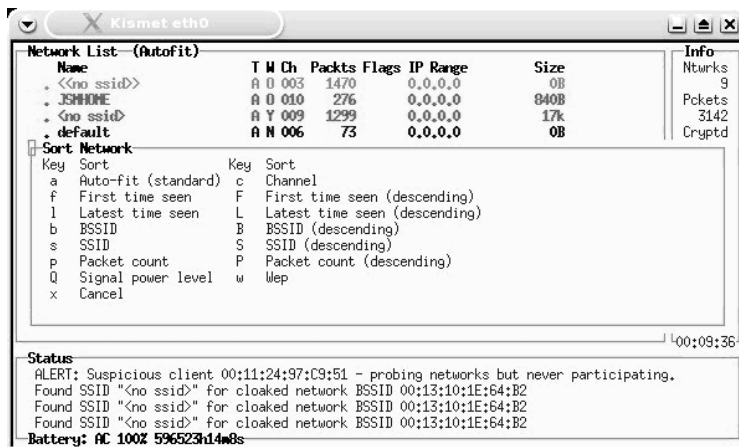 Kismet eth0
Network List—(Autofit)
Name T W Ch Packts Flags IP Range Size
. <<no ssid>> A O 003 1470 0.0.0.0 0B
. JSMHOME A O 010 276 0.0.0.0 840B
. <no ssid> A Y 009 1299 0.0.0.0 17k
. default A N 006 73 0.0.0.0 0B
Info
Ntwrks
9
Pckets
3142
Cryptd
Sort Network
Key Sort Key Sort
a Auto-fit (standard) c Channel
f First time seen F First time seen (descending)
l Latest time seen L Latest time seen (descending)
b BSSID B BSSID (descending)
s SSID S SSID (descending)
p Packet count P Packet count (descending)
Q Signal power level w Wep
x Cancel
00:09:36
Status
ALERT: Suspicious client 00:11:24:97:C9:51 - probing networks but never participating.
Found SSID "<no ssid>" for cloaked network BSSID 00:13:10:1E:64:B2
Found SSID "<no ssid>" for cloaked network BSSID 00:13:10:1E:64:B2
Found SSID "<no ssid>" for cloaked network BSSID 00:13:10:1E:64:B2
Battery: AC 100% 596523h14m8s